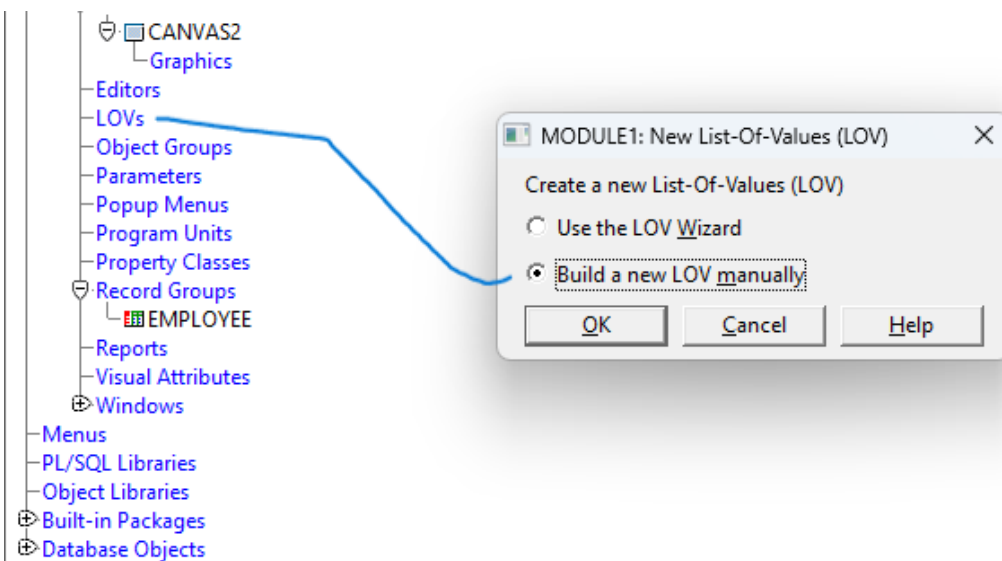 CANVAS2
Graphics
Editors
LOVs
Object Groups
Parameters
Popup Menus
Program Units
Property Classes
Record Groups
EMPLOYEE
Reports
Visual Attributes
Windows
Menus
PL/SQL Libraries
Object Libraries
Built-in Packages
Database Objects
MODULE1: New List-Of-Values (LOV)
Create a new List-Of-Values (LOV)
Use the LOV Wizard
Build a new LOV manually
OK Cancel Help